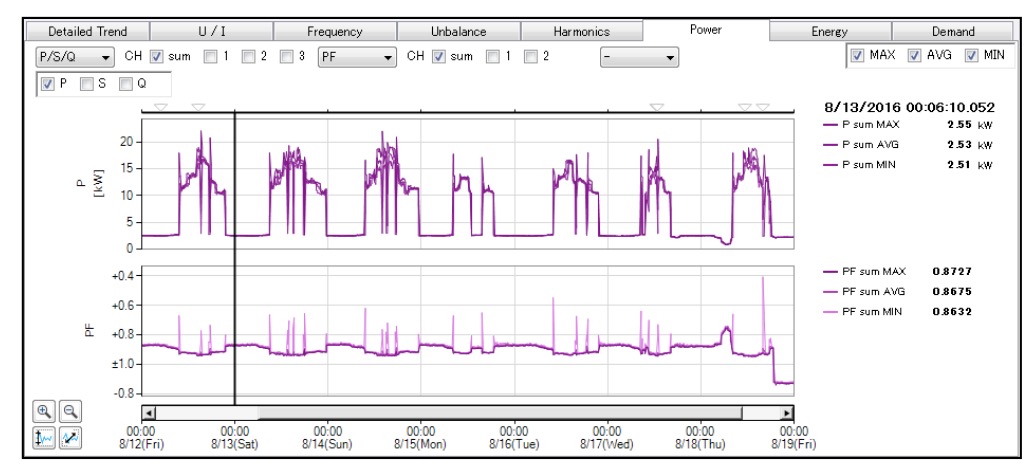 Detailed Trend U / I Frequency Unbalance Harmonics Power Energy Demand
P/S/Q CH sum 1 2 3 PF CH sum 1 2 - MAX AVG MIN
P S Q
8/13/2016 00:06:10.052
P sum MAX 2.55 kW
P sum AVG 2.53 kW
P sum MIN 2.51 kW
P
[kW]
20
15
10
5
0
PF sum MAX 0.8727
PF sum AVG 0.8675
PF sum MIN 0.8632
PF
+0.4
+0.6
+0.8
±1.0
-0.8
00:00 00:00 00:00 00:00 00:00 00:00 00:00 00:00
8/12(Fri) 8/13(Sat) 8/14(Sun) 8/15(Mon) 8/16(Tue) 8/17(Wed) 8/18(Thu) 8/19(Fri)